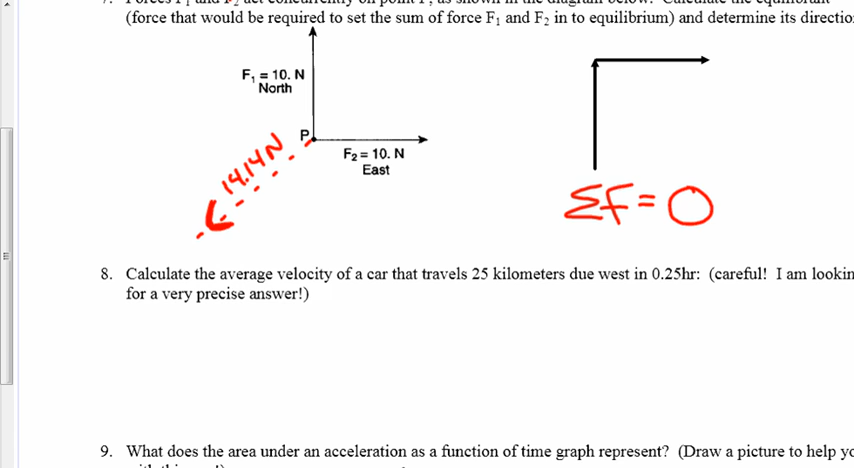 (force that would be required to set the sum of force F₁ and F₂ in to equilibrium) and determine its directio
F₁ = 10. N
North
P
F₂ = 10. N
East
14.14N
ΣF = 0
8. Calculate the average velocity of a car that travels 25 kilometers due west in 0.25hr: (careful! I am lookin
for a very precise answer!)
9. What does the area under an acceleration as a function of time graph represent? (Draw a picture to help yo